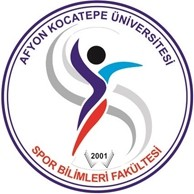 AFYON KOCATEPE ÜNİVERSİTESİ
2001
SPOR BİLİMLERİ FAKÜLTESİ